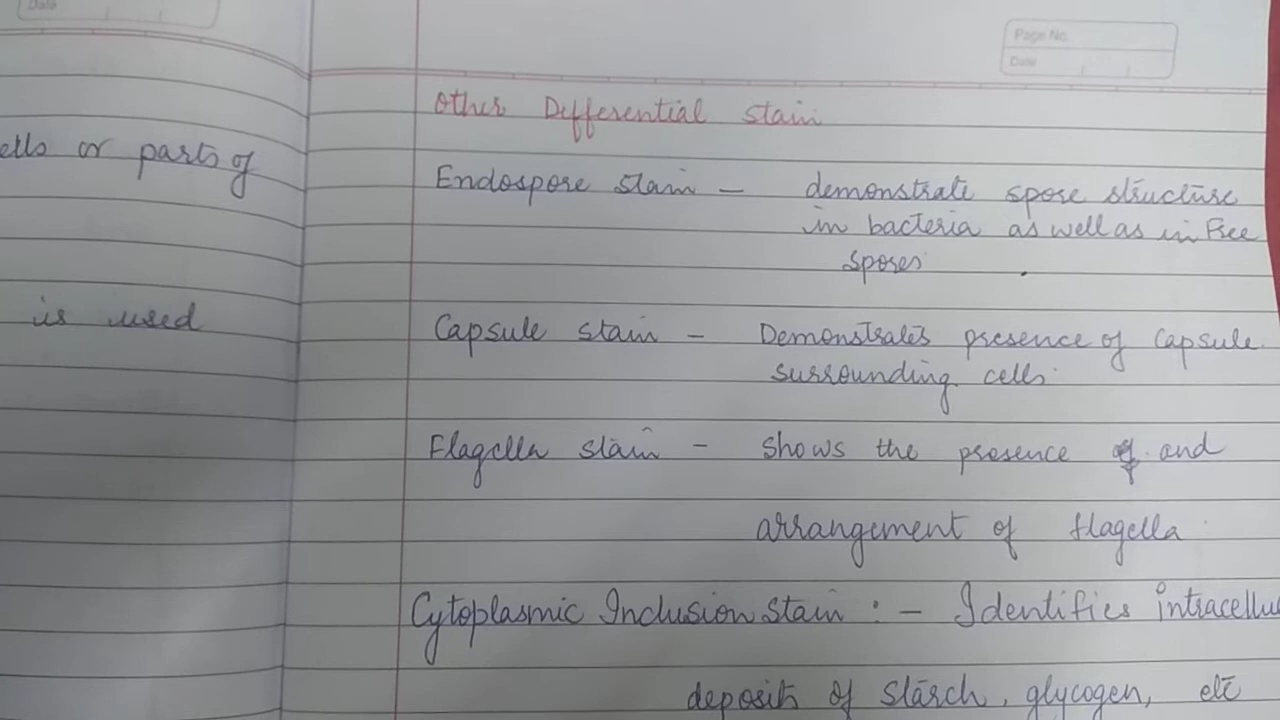 Date
ells or parts of
is used
Page No.
Date
Other Differential stain
Endospore stain – demonstrate spore structure
in bacteria as well as in Free
spores
Capsule stain – Demonstrates presence of capsule
surrounding cells.
Flagella stain – shows the presence of and
arrangement of flagella
Cytoplasmic Inclusion Stain : – Identifies intracellul
deposits of starch, glycogen, etc